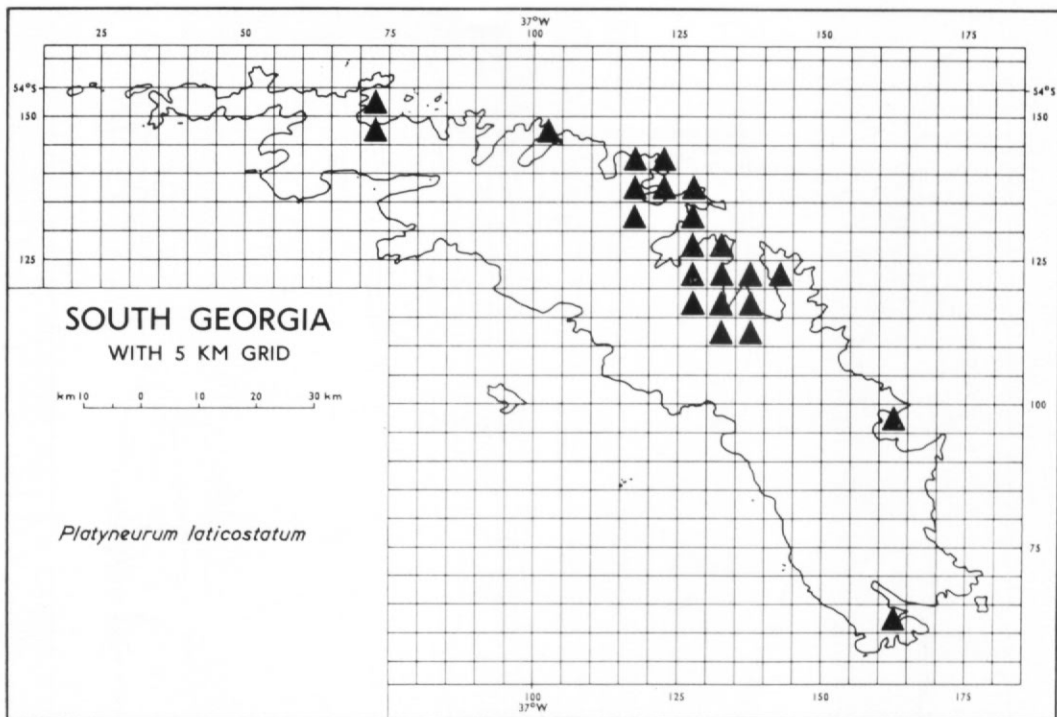 37°W
25 50 75 100 125 150 175
54°S 54°S
150 150
125 125
SOUTH GEORGIA
WITH 5 KM GRID
km 10 0 10 20 30 km
100
Platyneurum laticostatum
75
100 125 150 175
37°W